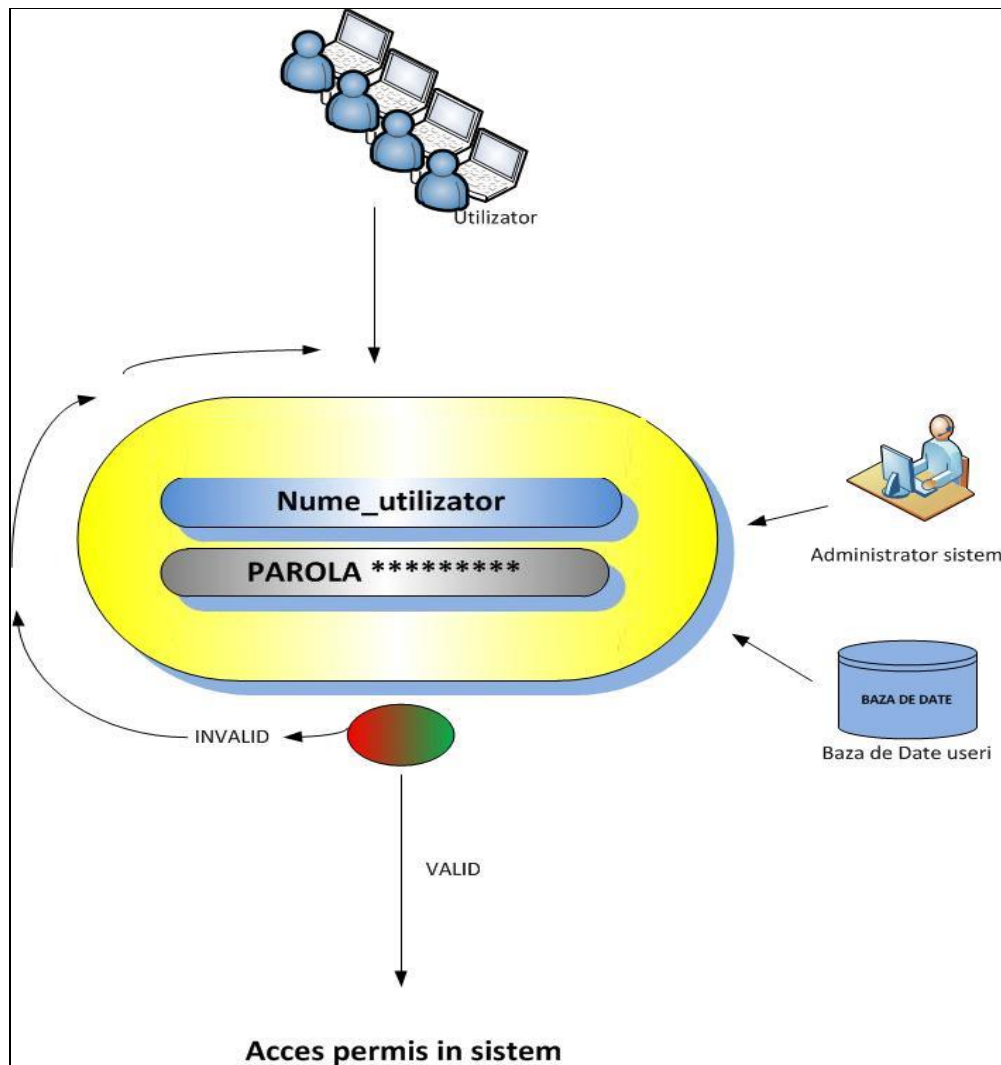 Utilizator
Nume_utilizator
PAROLA *********
Administrator sistem
BAZA DE DATE
Baza de Date useri
INVALID
VALID
Acces permis in sistem